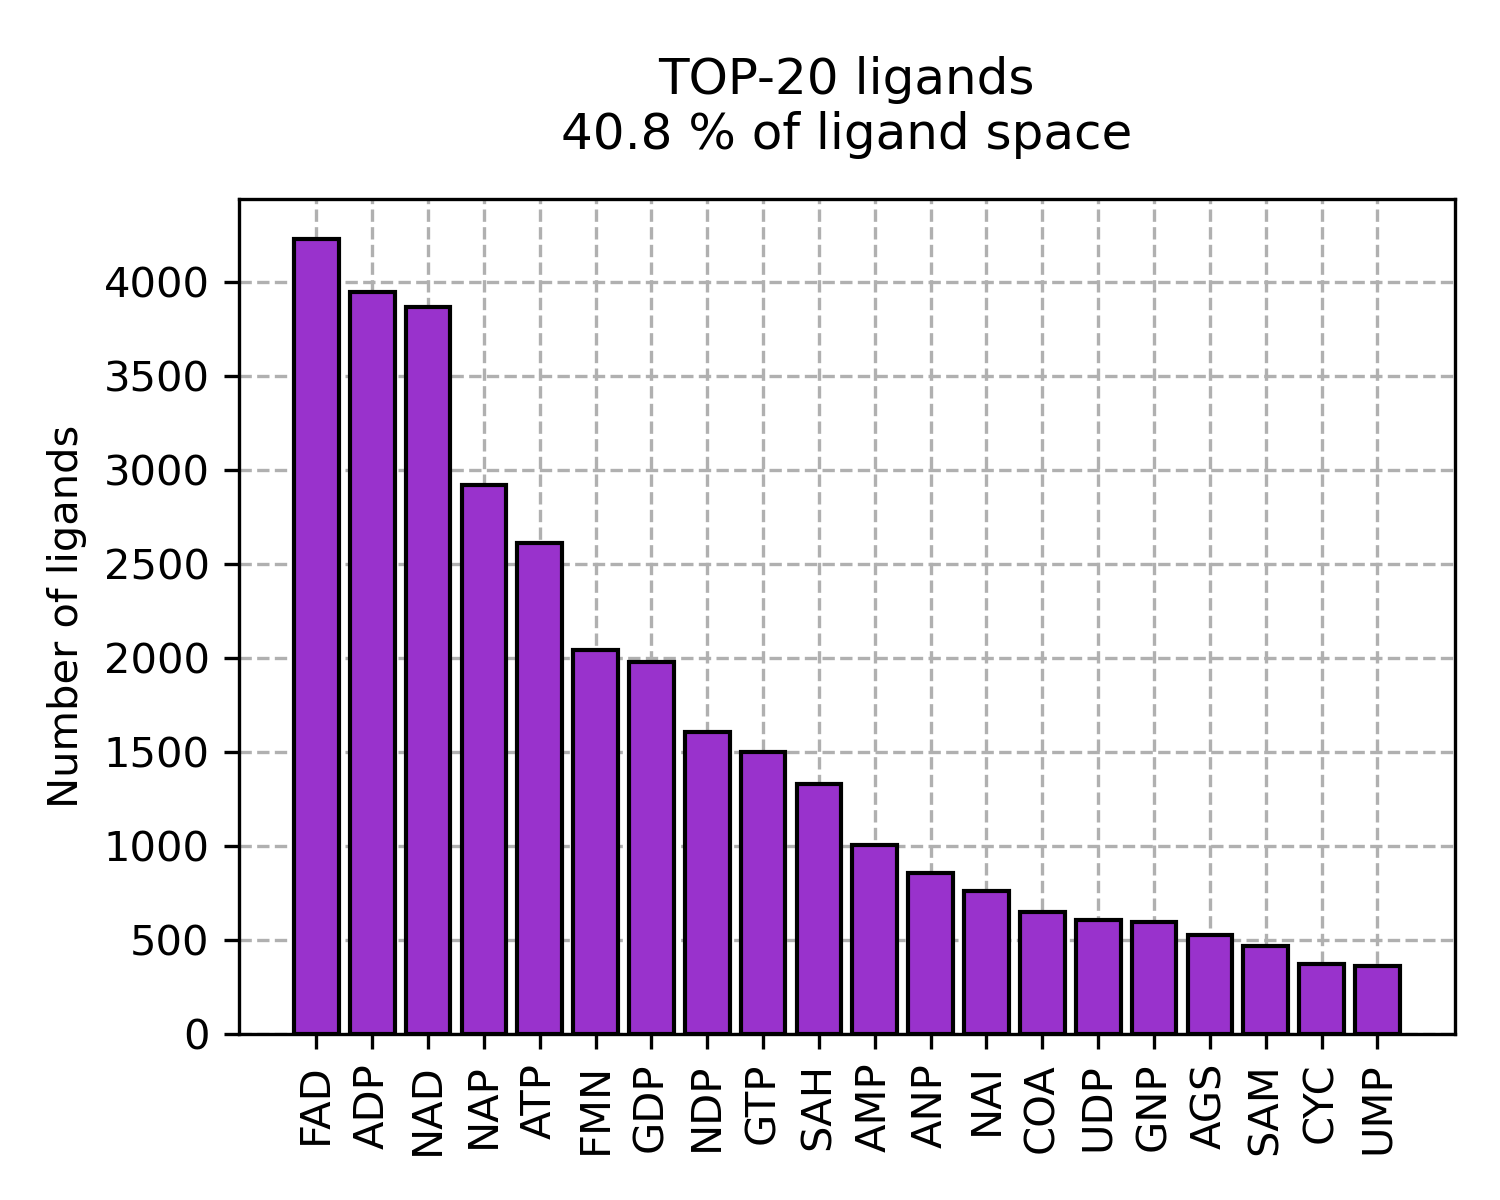 TOP-20 ligands
40.8 % of ligand space
Number of ligands
4000
3500
3000
2500
2000
1500
1000
500
0
FAD
ADP
NAD
NAP
ATP
FMN
GDP
NDP
GTP
SAH
AMP
ANP
NAI
COA
UDP
GNP
AGS
SAM
CYC
UMP